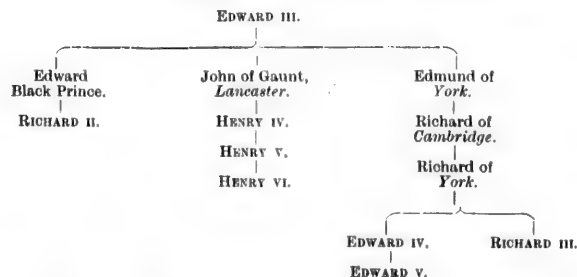 EDWARD III.
Edward
Black Prince.
John of Gaunt,
Lancaster.
Edmund of
York.
RICHARD II.
HENRY IV.
Richard of
Cambridge.
HENRY V.
HENRY VI.
Richard of
York.
EDWARD IV.
RICHARD III.
EDWARD V.